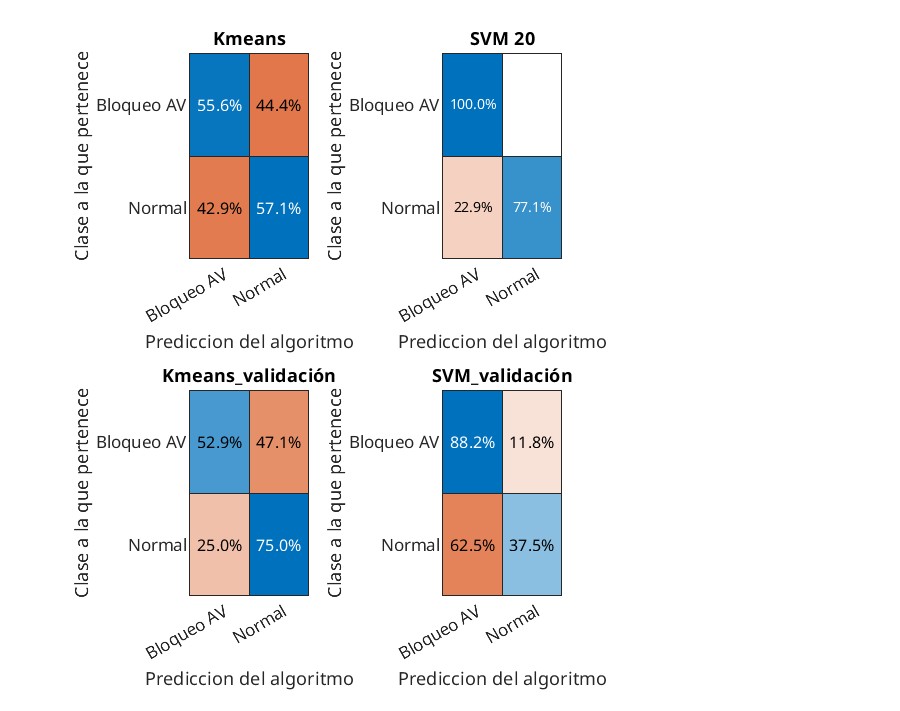 Kmeans
Clase a la que pertenece
Bloqueo AV
55.6%
44.4%
Normal
42.9%
57.1%
Bloqueo AV
Normal
Prediccion del algoritmo
SVM 20
Clase a la que pertenece
Bloqueo AV
100.0%
Normal
22.9%
77.1%
Bloqueo AV
Normal
Prediccion del algoritmo
Kmeans_validación
Clase a la que pertenece
Bloqueo AV
52.9%
47.1%
Normal
25.0%
75.0%
Bloqueo AV
Normal
Prediccion del algoritmo
SVM_validación
Clase a la que pertenece
Bloqueo AV
88.2%
11.8%
Normal
62.5%
37.5%
Bloqueo AV
Normal
Prediccion del algoritmo